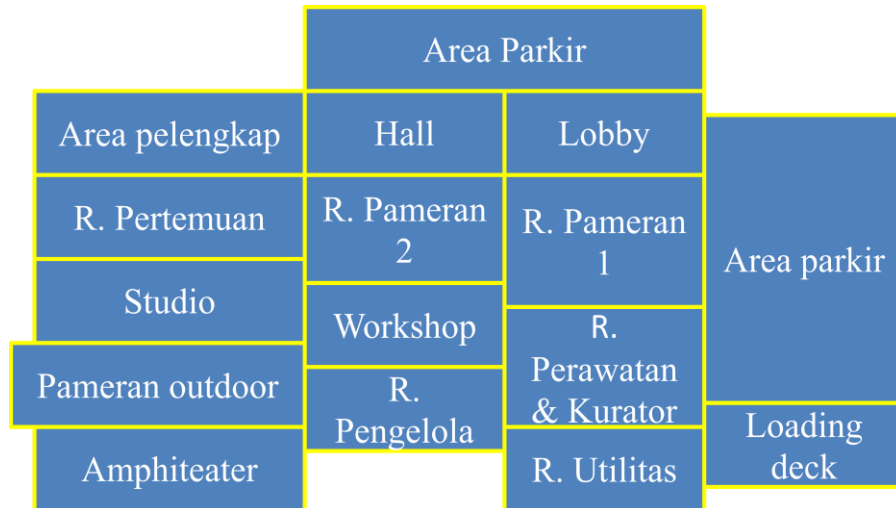 Area Parkir
Area pelengkap
Hall
Lobby
R. Pertemuan
R. Pameran
2
R. Pameran
1
Area parkir
Studio
Workshop
R.
Perawatan
& Kurator
Pameran outdoor
R.
Pengelola
Loading
deck
Amphiteater
R. Utilitas